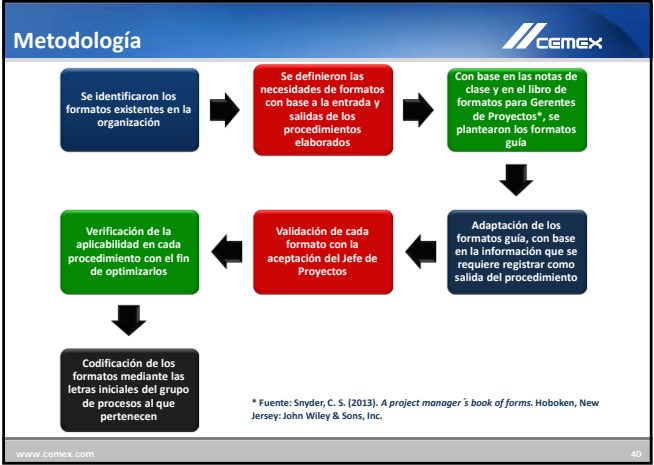 Metodología
CEMEX
Se identificaron los
formatos existentes en la
organización
Se definieron las
necesidades de formatos
con base a la entrada y
salidas de los
procedimientos
elaborados
Con base en las notas de
clase y en el libro de
formatos para Gerentes
de Proyectos*, se
plantearon los formatos
guía
Adaptación de los
formatos guía, con base
en la información que se
requiere registrar como
salida del procedimiento
Validación de cada
formato con la
aceptación del Jefe de
Proyectos
Verificación de la
aplicabilidad en cada
procedimiento con el fin
de optimizarlos
Codificación de los
formatos mediante las
letras iniciales del grupo
de procesos al que
pertenecen
* Fuente: Snyder, C. S. (2013). A project manager´s book of forms. Hoboken, New
Jersey: John Wiley & Sons, Inc.
www.cemex.com
40